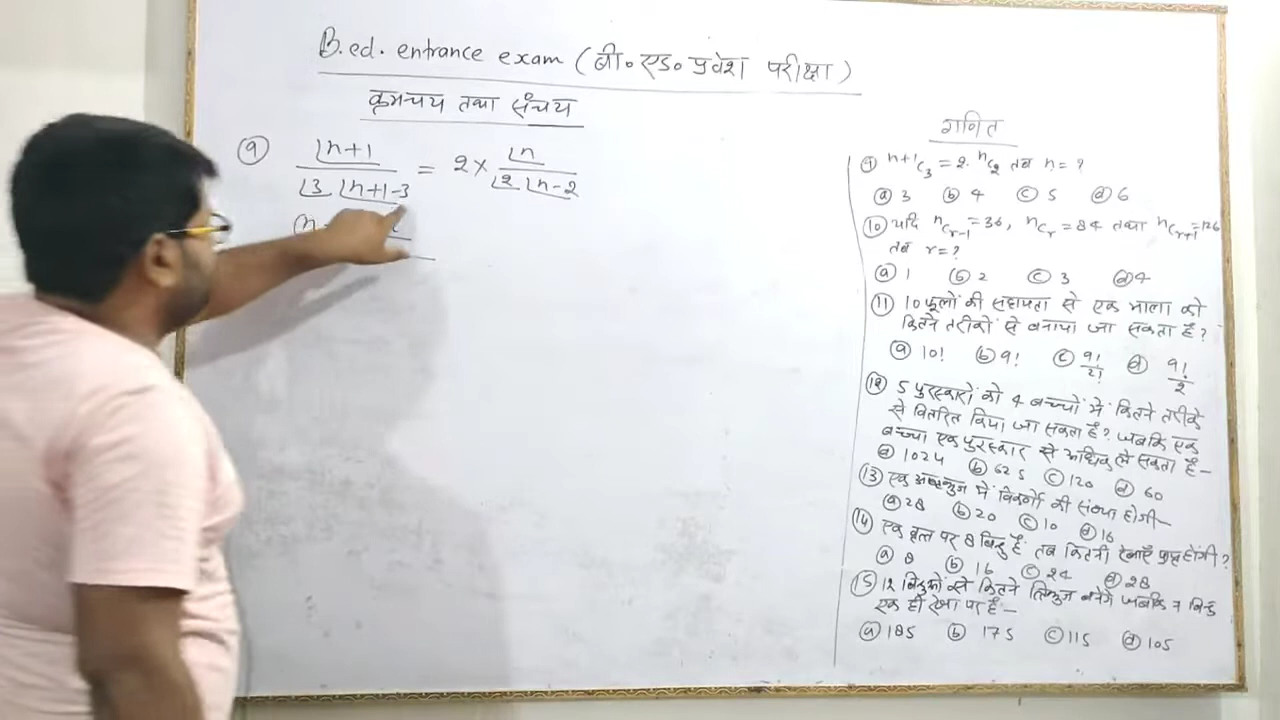 B.ed. entrance exam (बी॰ एड॰ प्रवेश परीक्षा)
क्रमचय तथा संचय
⑨ |n+1 / |3 |n+1-3 = 2 × |n / |2 |n-2
गणित
⑨ n+1C3 = 2. nC2 तब n = ?
ⓐ 3 ⓑ 4 ⓒ 5 ⓓ 6
⑩ यदि nCr-1 = 36, nCr = 84 तथा nCr+1 = 126
तब r = ?
ⓐ 1 ⓑ 2 ⓒ 3 ⓓ 4
⑪ 10 फूलों की सहायता से एक माला को
कितने तरीकों से बनाया जा सकता है?
ⓐ 10! ⓑ 9! ⓒ 9!/2! ⓓ 9!/2
⑫ 5 पुरस्कारों को 4 बच्चों में कितने तरीके
से वितरित किया जा सकता है? जबकि एक
बच्चा एक पुरस्कार से अधिक ले सकता है—
ⓐ 1024 ⓑ 625 ⓒ 120 ⓓ 60
⑬ एक अष्टभुज में विकर्णों की संख्या होगी—
ⓐ 28 ⓑ 20 ⓒ 10 ⓓ 16
⑭ एक वृत्त पर 8 बिन्दु हैं तब कितनी रेखाएँ होंगी?
ⓐ 8 ⓑ 16 ⓒ 24 ⓓ 28
⑮ 12 बिन्दुओं से कितने त्रिभुज बनेंगे जबकि 7 बिन्दु
एक ही रेखा पर हैं—
ⓐ 185 ⓑ 175 ⓒ 115 ⓓ 105